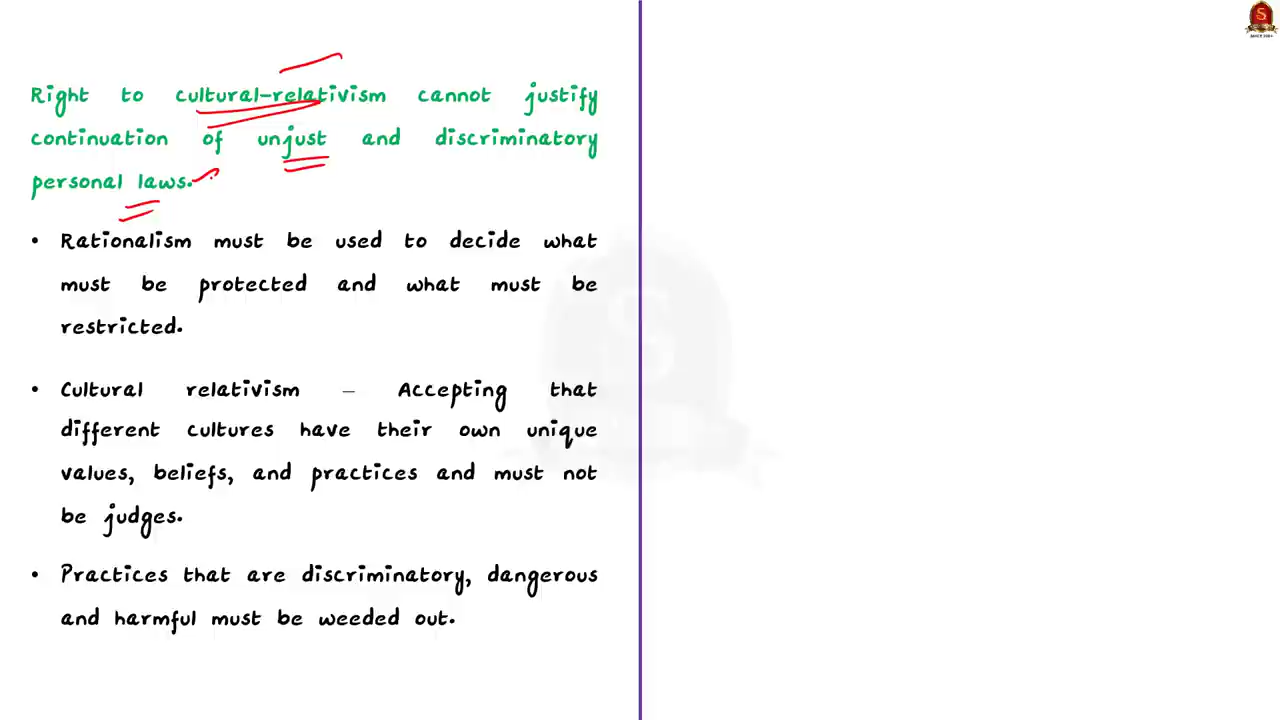 Right to cultural-relativism cannot justify
continuation of unjust and discriminatory
personal laws.
• Rationalism must be used to decide what
must be protected and what must be
restricted.
• Cultural relativism – Accepting that
different cultures have their own unique
values, beliefs, and practices and must not
be judges.
• Practices that are discriminatory, dangerous
and harmful must be weeded out.